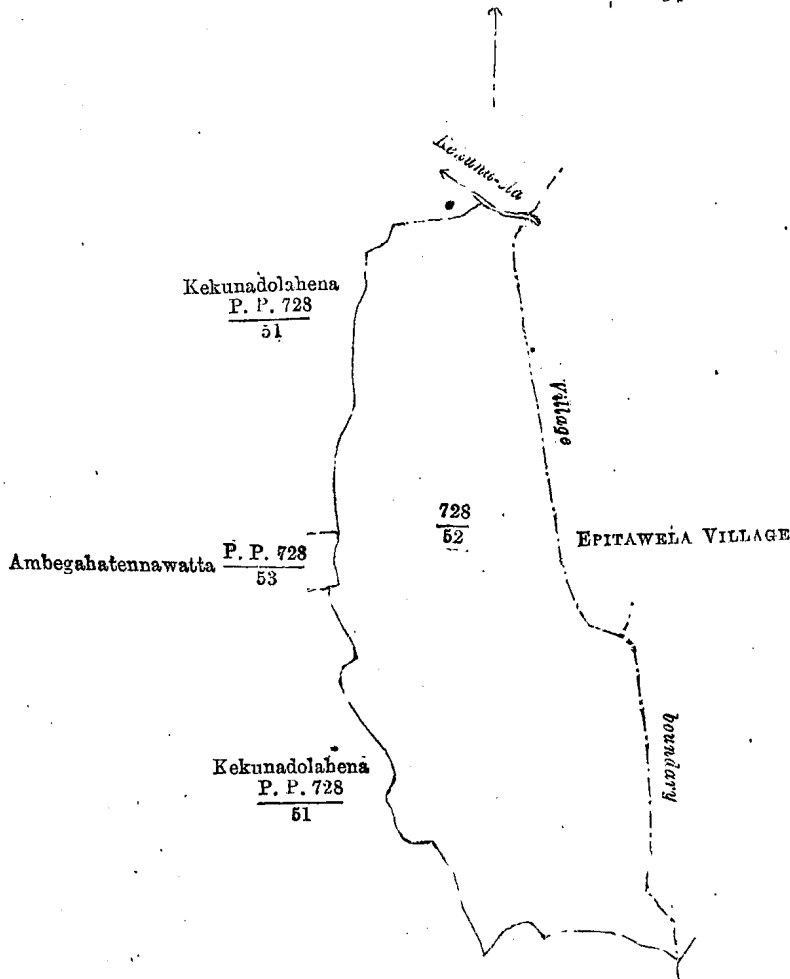 Kekunadolahena
P. P. 728
51
Village
728
52
EPITAWELA VILLAGE
Ambegahatennawatta P. P. 728
53
boundary
Kekunadolahena
P. P. 728
51